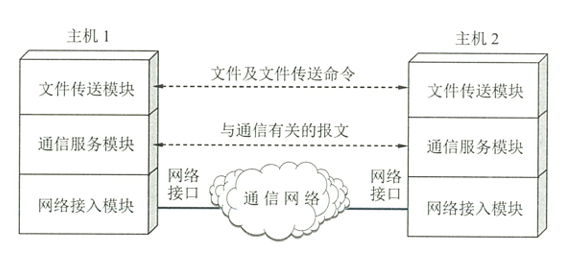 主机 1
主机 2
文件传送模块
文件及文件传送命令
文件传送模块
通信服务模块
与通信有关的报文
通信服务模块
网络
接口
通信网络
网络
接口
网络接入模块
网络接入模块